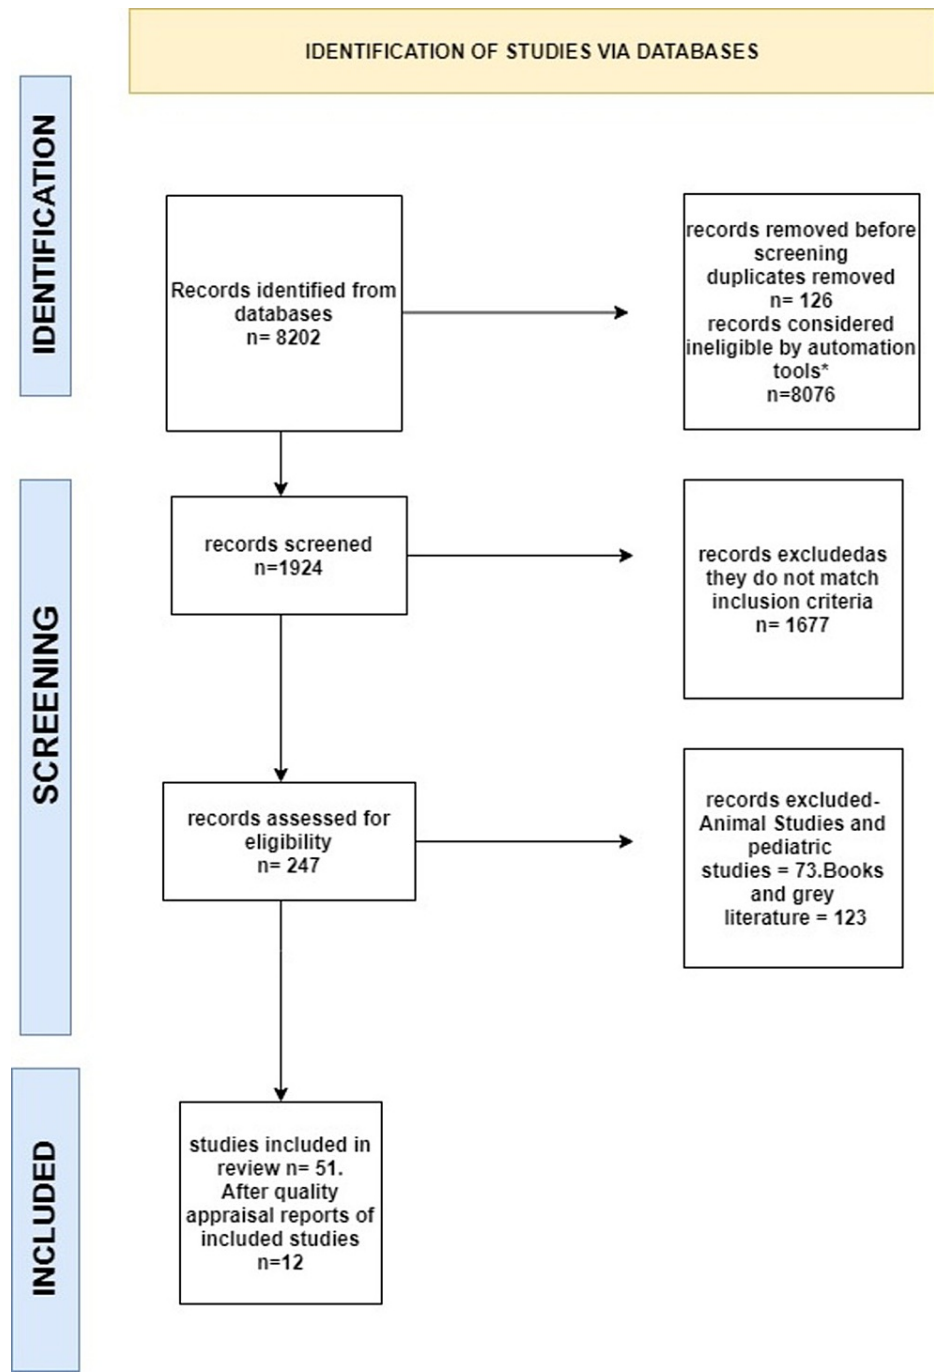 IDENTIFICATION OF STUDIES VIA DATABASES
IDENTIFICATION
Records identified from
databases
n= 8202
records removed before
screening
duplicates removed
n= 126
records considered
ineligible by automation
tools*
n=8076
SCREENING
records screened
n=1924
records excludedas
they do not match
inclusion criteria
n= 1677
records assessed for
eligibility
n= 247
records excluded-
Animal Studies and
pediatric
studies = 73.Books
and grey
literature = 123
INCLUDED
studies included in
review n= 51.
After quality
appraisal reports of
included studies
n=12